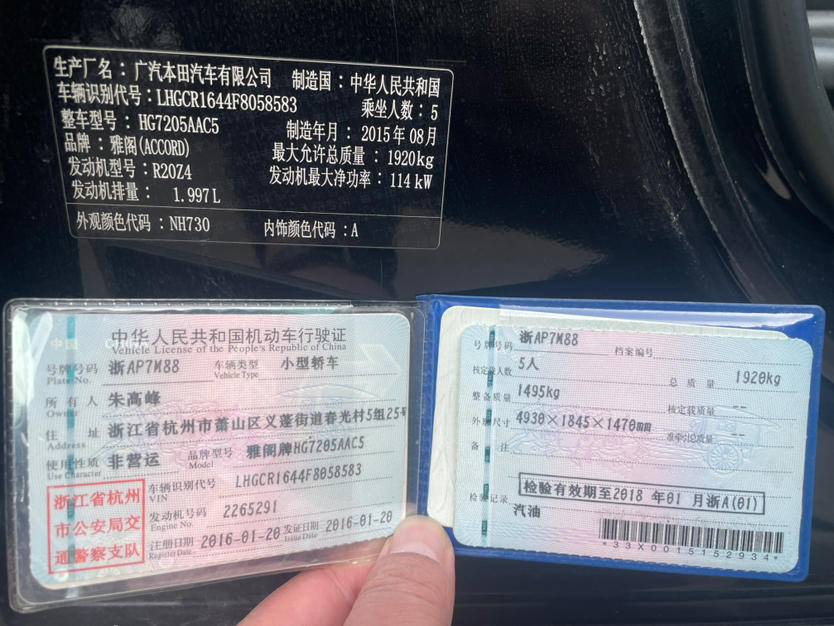 生产厂名：广汽本田汽车有限公司 制造国：中华人民共和国
车辆识别代号：LHGCR1644F8058583 乘坐人数：5
整车型号：HG7205AAC5 制造年月：2015年08月
品牌：雅阁(ACCORD) 最大允许总质量：1920kg
发动机型号：R20Z4 发动机最大净功率：114kW
发动机排量：1.997L
外观颜色代码：NH730 内饰颜色代码：A
中华人民共和国机动车行驶证
Vehicle License of the People's Republic of China
号牌号码 浙AP7M88 车辆类型 小型轿车
Plate No. Vehicle Type
所有人 朱高峰
Owner
住址 浙江省杭州市萧山区义蓬街道春光村5组25号
Address
使用性质 非营运 品牌型号 雅阁牌HG7205AAC5
Use Character Model
车辆识别代号 LHGCR1644F8058583
VIN
发动机号码 2265291
Engine No.
注册日期 2016-01-20 发证日期 2016-01-20
Register Date Issue Date
浙江省杭州
市公安局交
通警察支队
号牌号码 浙AP7M88 档案编号
核定载人数 5人 总质量 1920kg
整备质量 1495kg 核定载质量 --
外廓尺寸 4930×1845×1470mm 准牵引总质量 --
备注
检验记录 检验有效期至2018年01月浙A(01)
汽油
*33X001515293​4*